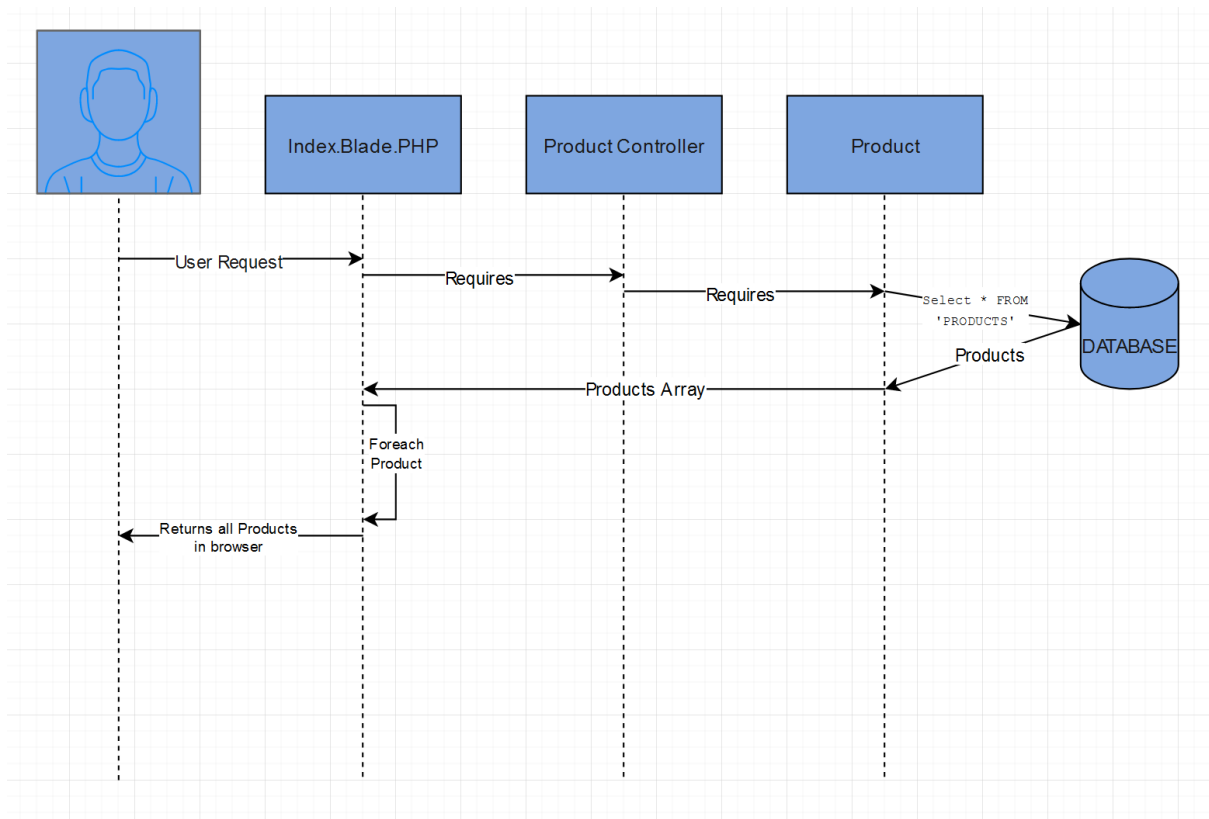 Index.Blade.PHP
Product Controller
Product
User Request
Requires
Requires
Select * FROM
'PRODUCTS'
DATABASE
Products
Products Array
Foreach
Product
Returns all Products
in browser